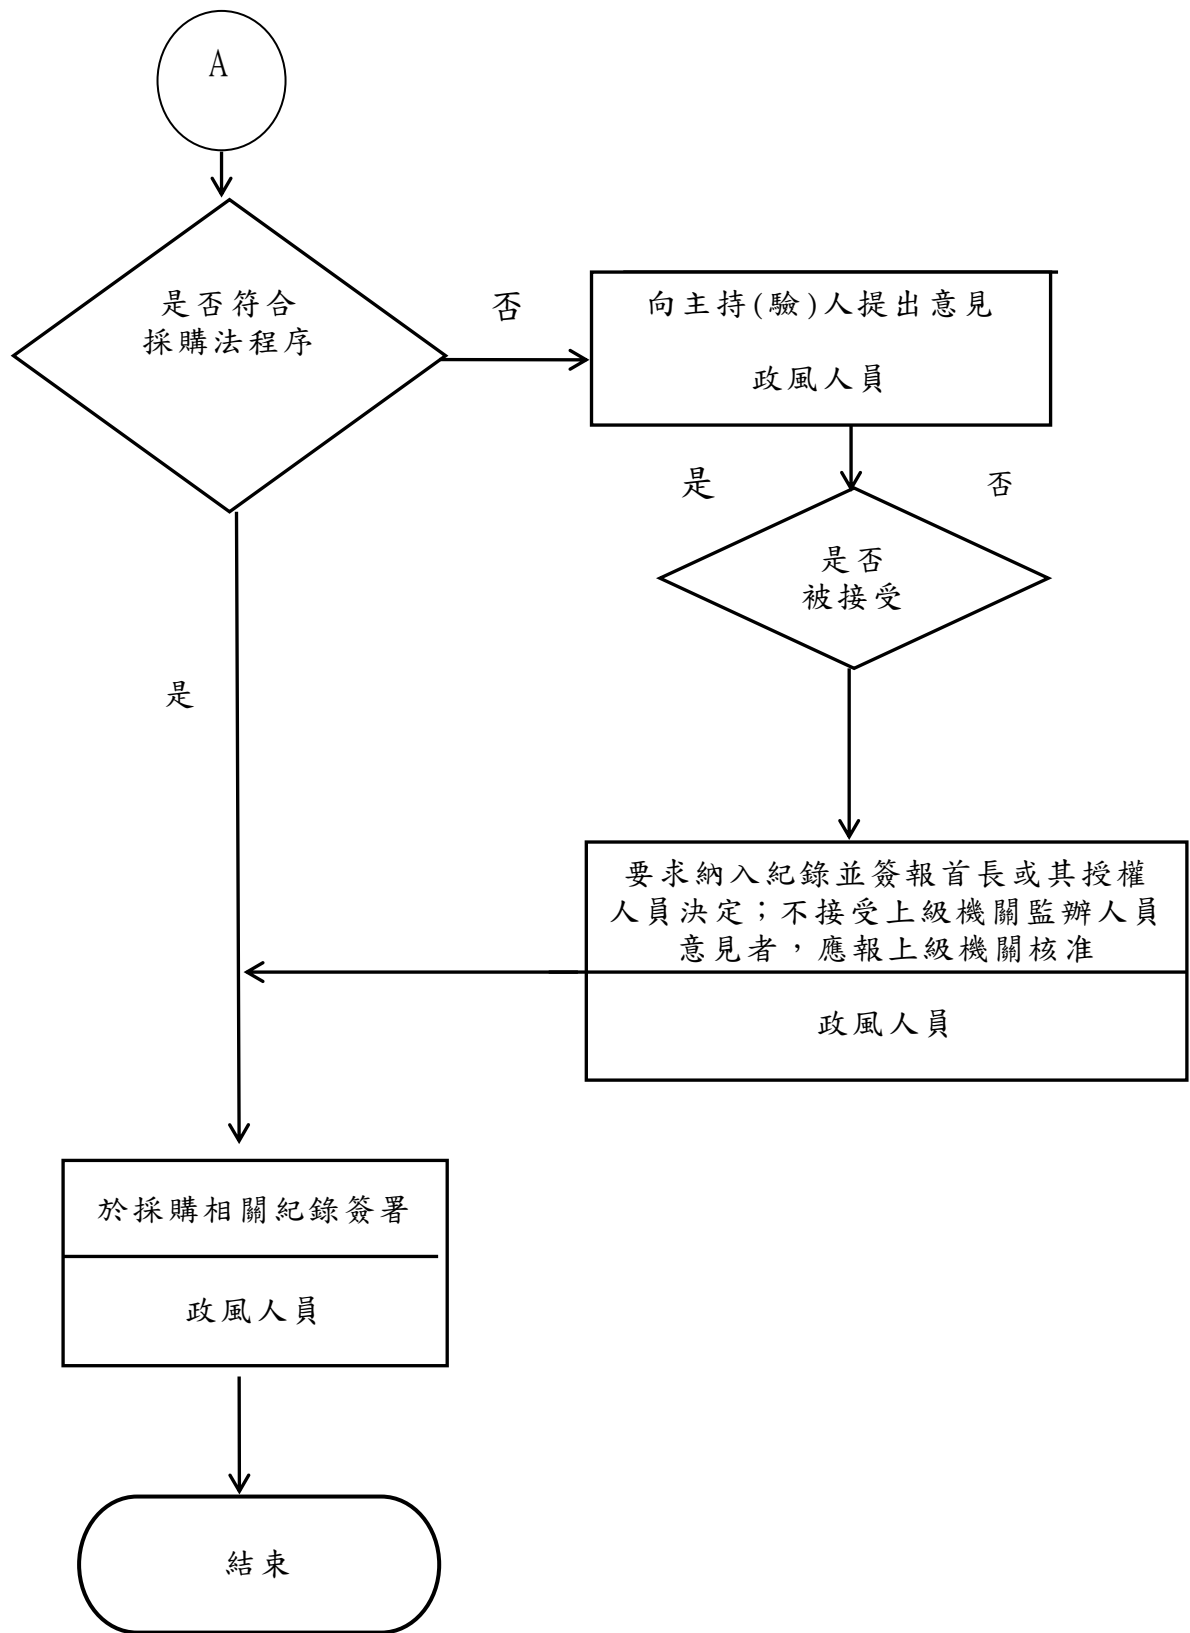 A
是否符合
採購法程序
否
向主持(驗)人提出意見
政風人員
是
否
是否
被接受
是
要求納入紀錄並簽報首長或其授權
人員決定；不接受上級機關監辦人員
意見者，應報上級機關核准
政風人員
於採購相關紀錄簽署
政風人員
結束